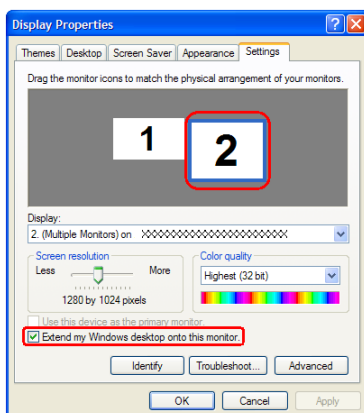 Display Properties
Themes Desktop Screen Saver Appearance Settings
Drag the monitor icons to match the physical arrangement of your monitors.
1 2
Display:
2. (Multiple Monitors) on XXXXXXXXXXXXXXXXXXXXXX
Screen resolution
Less More
1280 by 1024 pixels
Color quality
Highest (32 bit)
Use this device as the primary monitor.
Extend my Windows desktop onto this monitor.
Identify Troubleshoot... Advanced
OK Cancel Apply